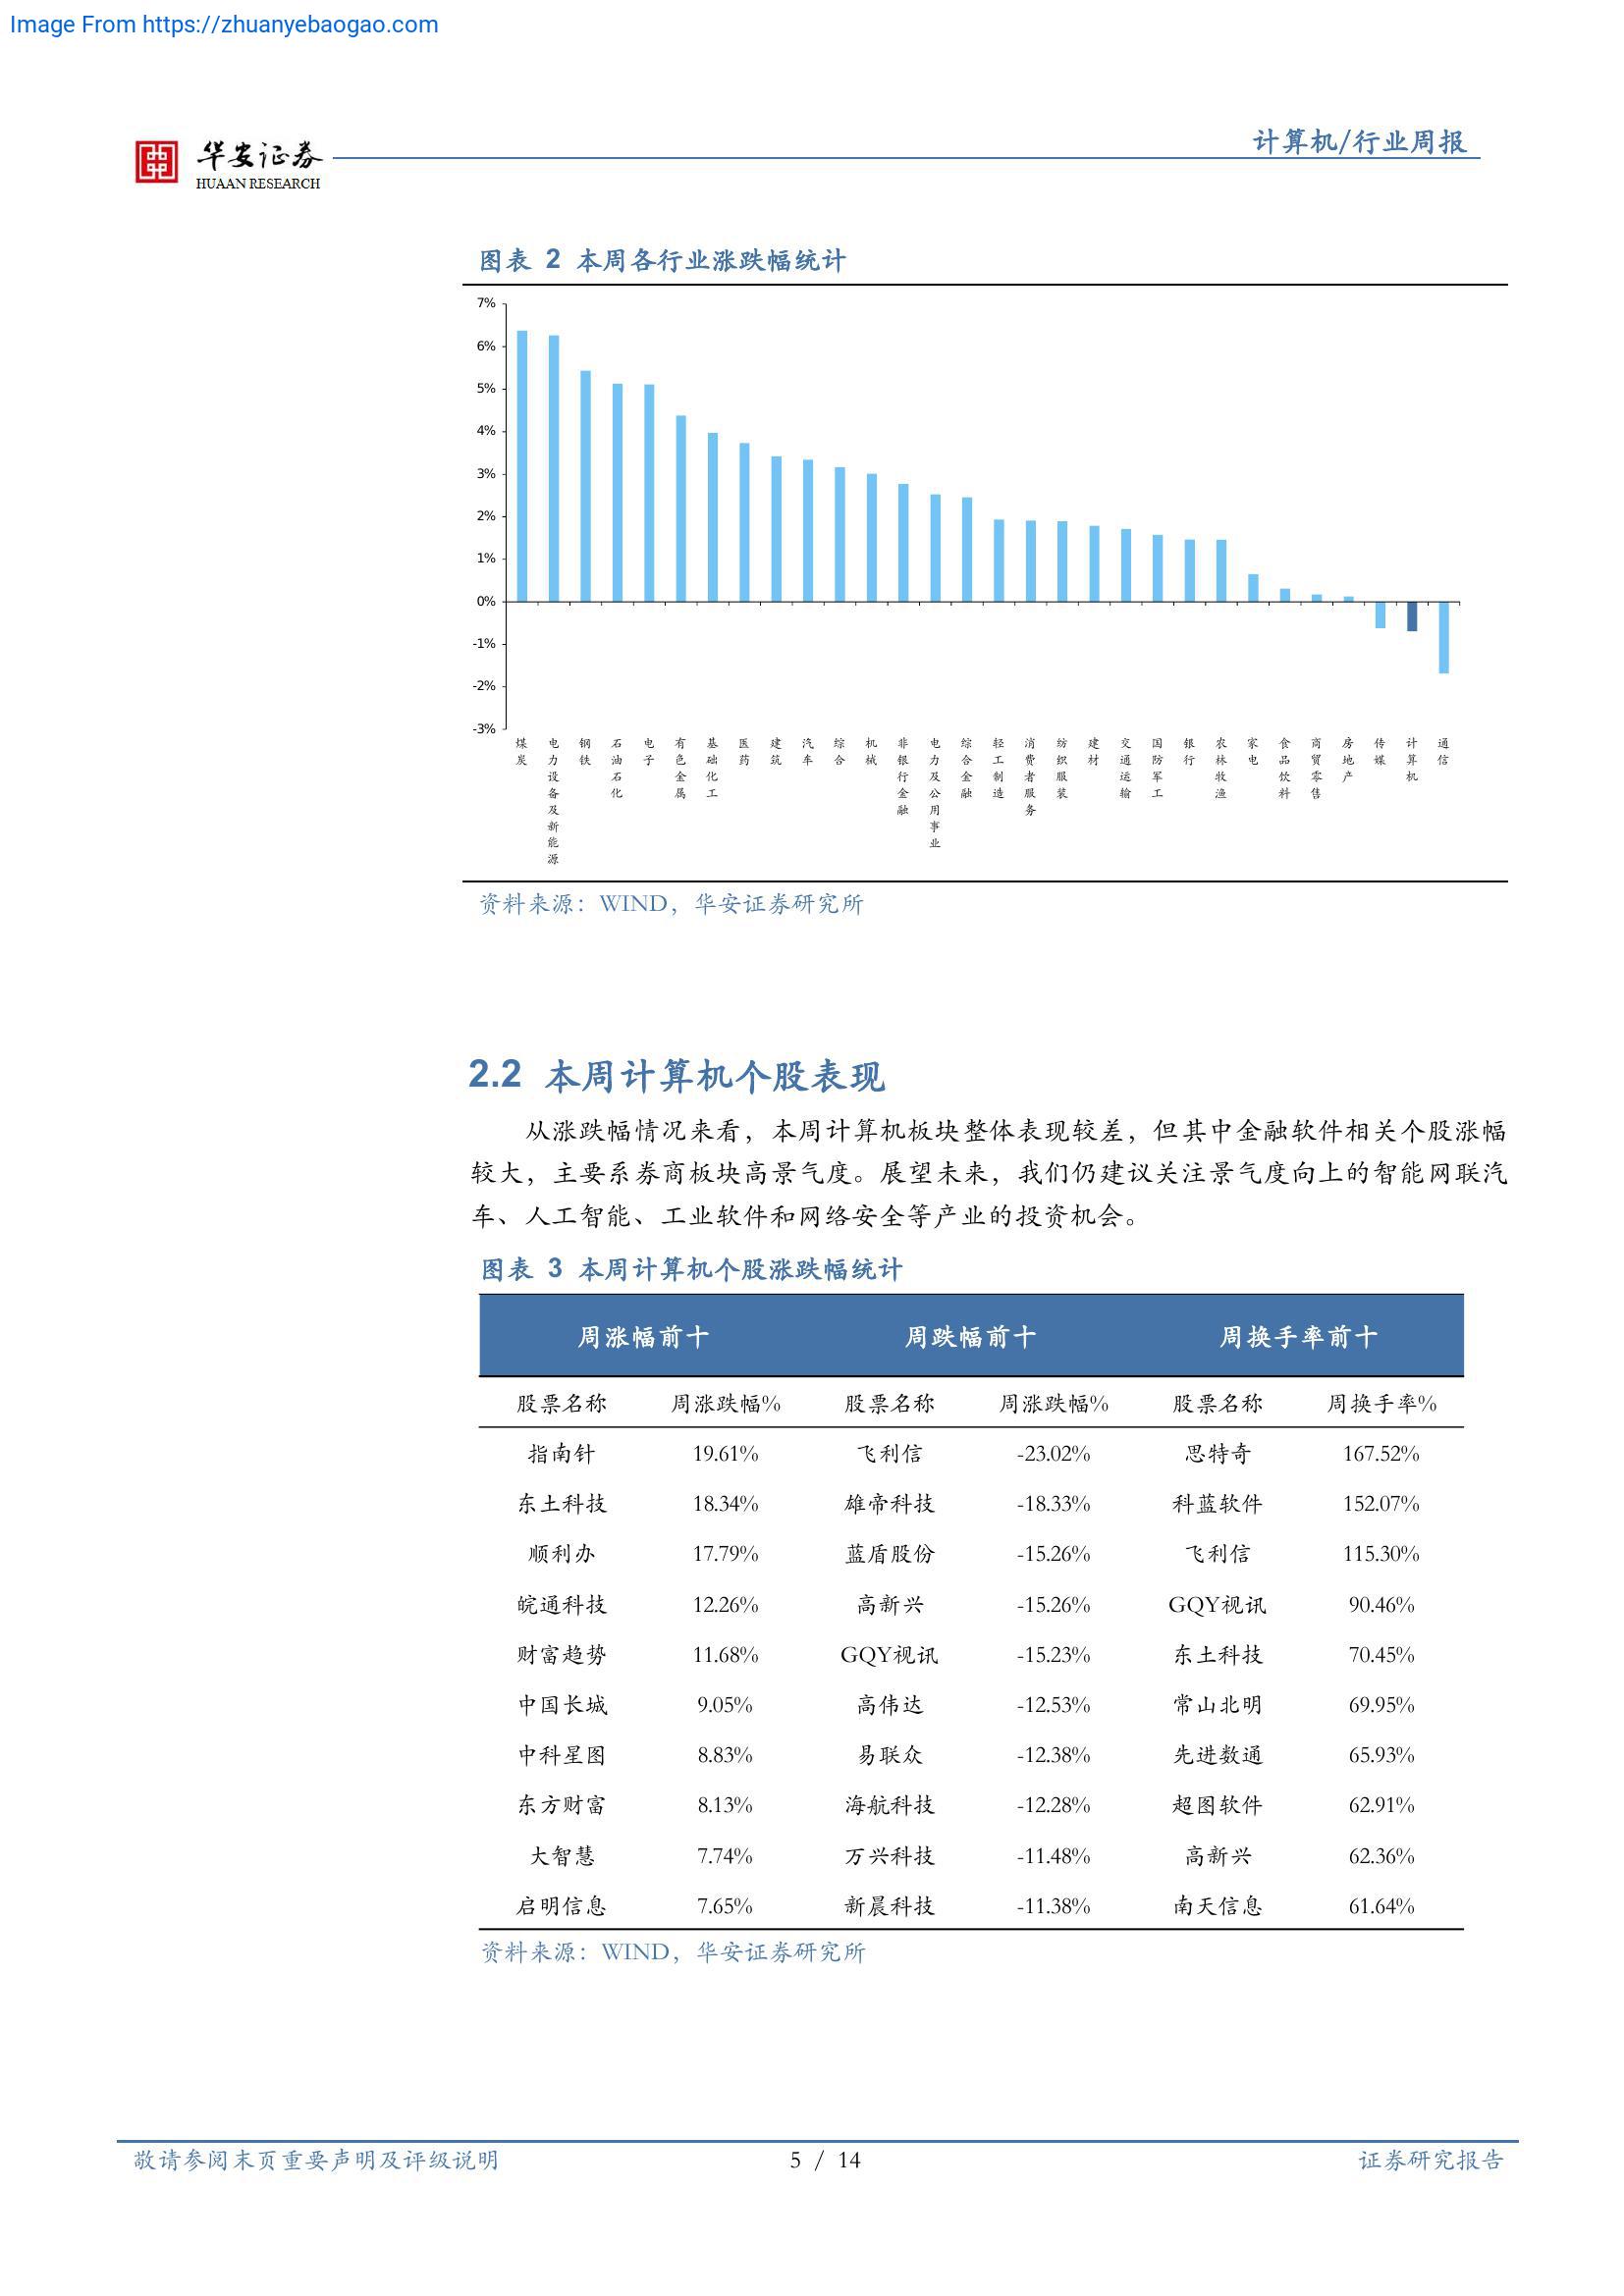 Image From https://zhuanyebaogao.com
华安证券
HUAAN RESEARCH
计算机/行业周报
图表 2 本周各行业涨跌幅统计
7%
6%
5%
4%
3%
2%
1%
0%
-1%
-2%
-3%
煤炭
电力设备及新能源
钢铁
石油石化
电子
有色金属
基础化工
医药
建筑
汽车
综合
机械
非银行金融
电力及公用事业
综合金融
轻工制造
消费者服务
纺织服装
建材
交通运输
国防军工
银行
农林牧渔
家电
食品饮料
商贸零售
房地产
传媒
计算机
通信
资料来源：WIND，华安证券研究所
2.2 本周计算机个股表现
从涨跌幅情况来看，本周计算机板块整体表现较差，但其中金融软件相关个股涨幅
较大，主要系券商板块高景气度。展望未来，我们仍建议关注景气度向上的智能网联汽
车、人工智能、工业软件和网络安全等产业的投资机会。
图表 3 本周计算机个股涨跌幅统计
周涨幅前十 周跌幅前十 周换手率前十
股票名称 周涨跌幅% 股票名称 周涨跌幅% 股票名称 周换手率%
指南针 19.61% 飞利信 -23.02% 思特奇 167.52%
东土科技 18.34% 雄帝科技 -18.33% 科蓝软件 152.07%
顺利办 17.79% 蓝盾股份 -15.26% 飞利信 115.30%
皖通科技 12.26% 高新兴 -15.26% GQY视讯 90.46%
财富趋势 11.68% GQY视讯 -15.23% 东土科技 70.45%
中国长城 9.05% 高伟达 -12.53% 常山北明 69.95%
中科星图 8.83% 易联众 -12.38% 先进数通 65.93%
东方财富 8.13% 海航科技 -12.28% 超图软件 62.91%
大智慧 7.74% 万兴科技 -11.48% 高新兴 62.36%
启明信息 7.65% 新晨科技 -11.38% 南天信息 61.64%
资料来源：WIND，华安证券研究所
敬请参阅末页重要声明及评级说明 5 / 14 证券研究报告